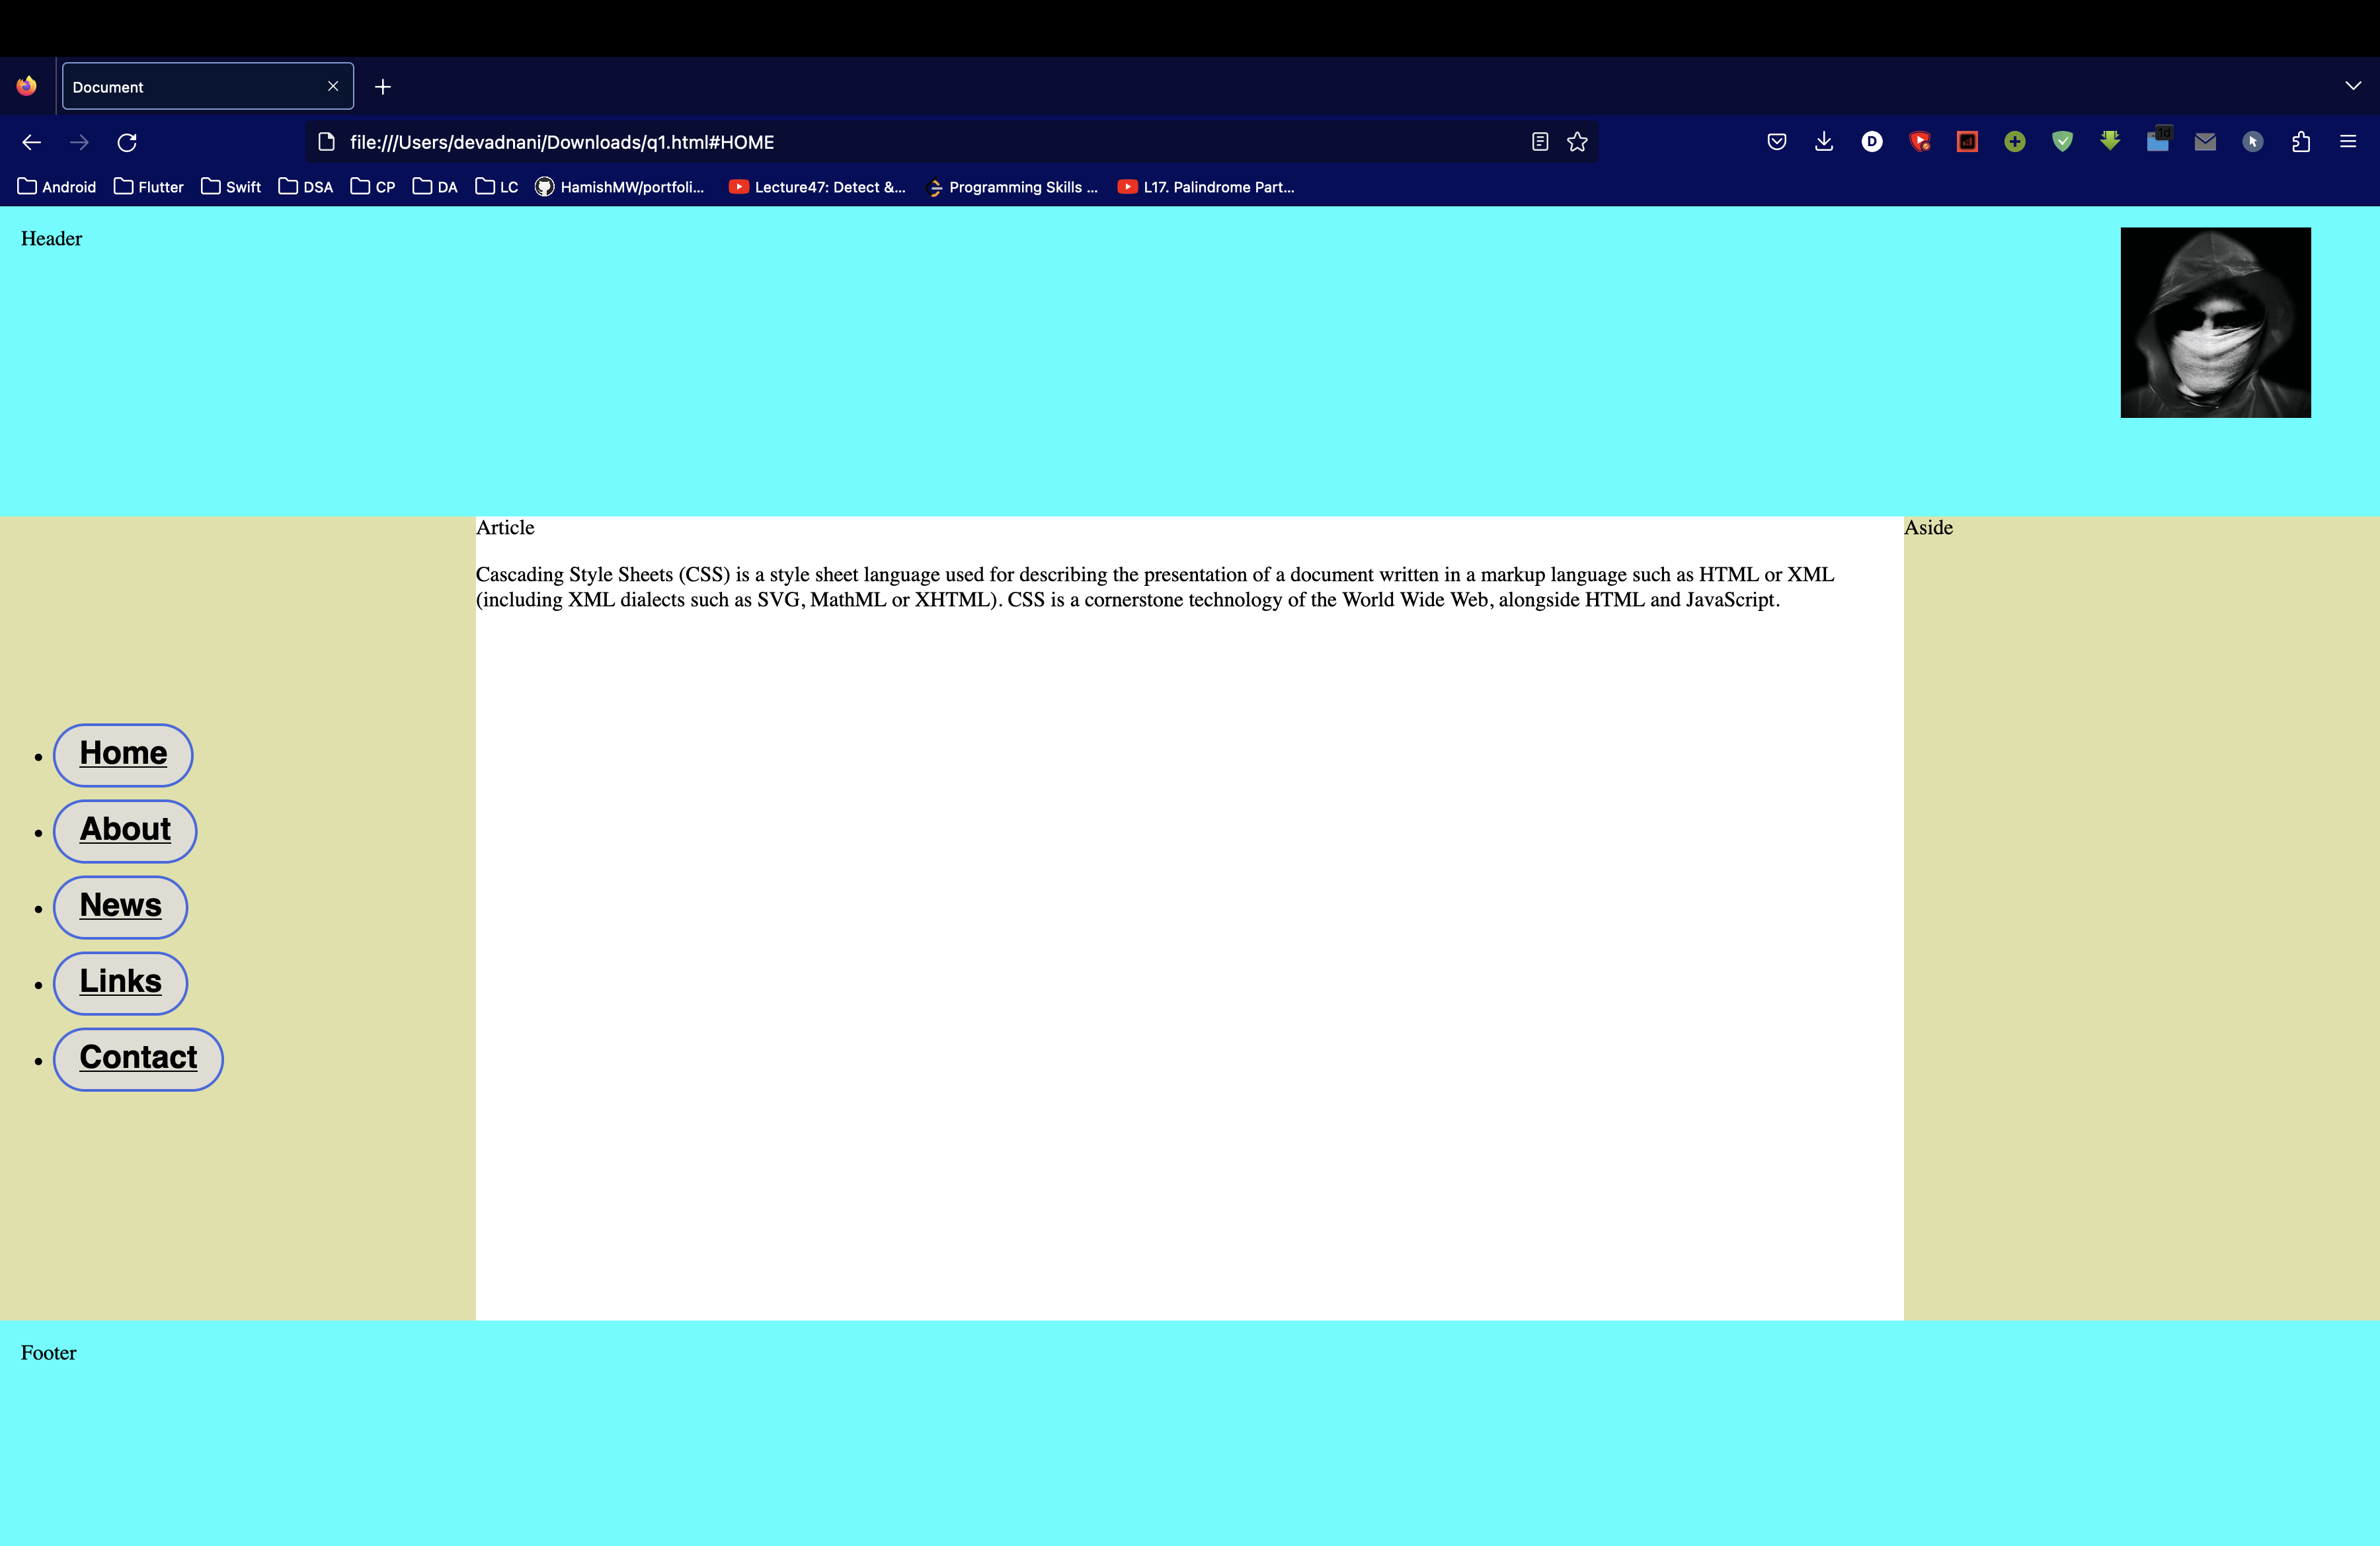 Document
file:///Users/devadnani/Downloads/q1.html#HOME
D
1d
Android Flutter Swift DSA CP DA LC HamishMW/portfoli... Lecture47: Detect &... Programming Skills ... L17. Palindrome Part...
Header
Article
Aside
Cascading Style Sheets (CSS) is a style sheet language used for describing the presentation of a document written in a markup language such as HTML or XML
(including XML dialects such as SVG, MathML or XHTML). CSS is a cornerstone technology of the World Wide Web, alongside HTML and JavaScript.
Home
About
News
Links
Contact
Footer